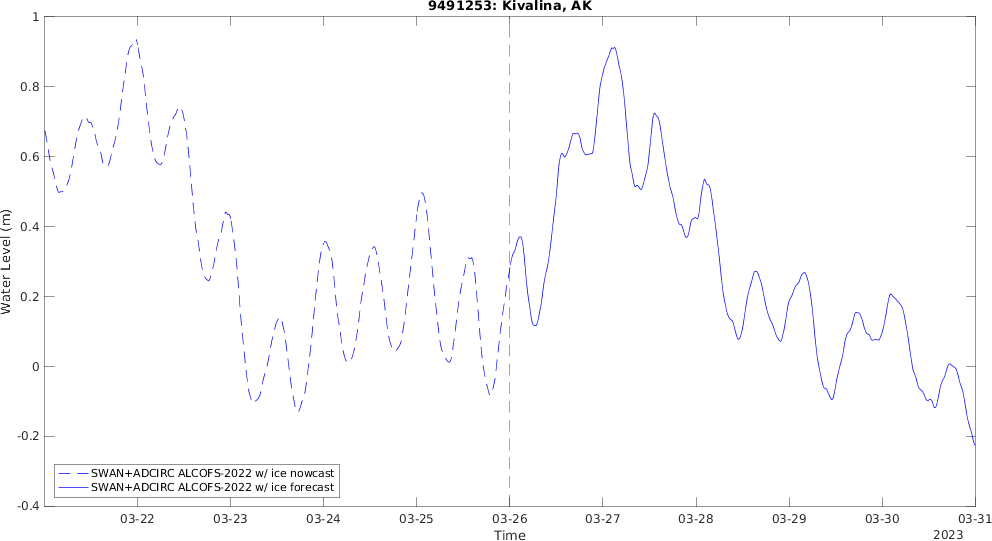 9491253: Kivalina, AK
1
0.8
0.6
0.4
0.2
0
-0.2
-0.4
Water Level (m)
SWAN+ADCIRC ALCOFS-2022 w/ ice nowcast
SWAN+ADCIRC ALCOFS-2022 w/ ice forecast
03-22 03-23 03-24 03-25 03-26 03-27 03-28 03-29 03-30 03-31
Time
2023